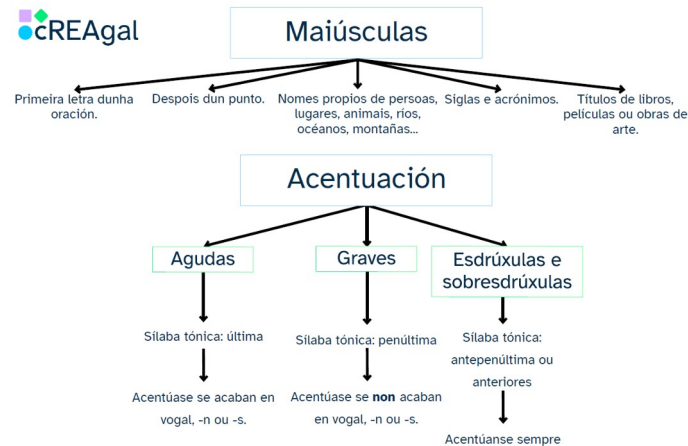 cREAgal
Maiúsculas
Primeira letra dunha
oración.
Despois dun punto.
Nomes propios de persoas,
lugares, animais, ríos,
océanos, montañas...
Siglas e acrónimos.
Títulos de libros,
películas ou obras de
arte.
Acentuación
Agudas
Sílaba tónica: última
Acentúase se acaban en
vogal, -n ou -s.
Graves
Sílaba tónica: penúltima
Acentúase se non acaban
en vogal, -n ou -s.
Esdrúxulas e
sobresdrúxulas
Sílaba tónica:
antepenúltima ou
anteriores
Acentúanse sempre